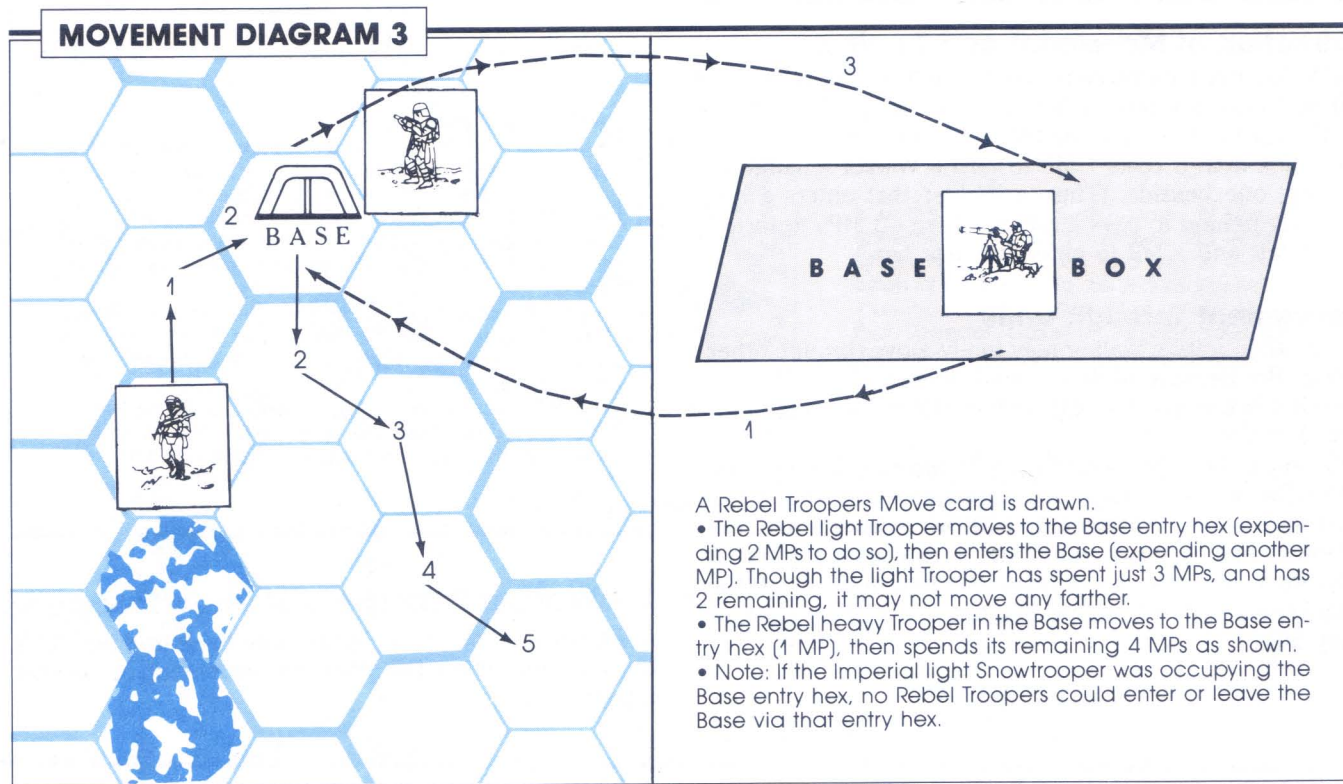 MOVEMENT DIAGRAM 3
3
2
BASE
1
2
3
4
5
BASE BOX
1
A Rebel Troopers Move card is drawn.
• The Rebel light Trooper moves to the Base entry hex (expen-
ding 2 MPs to do so), then enters the Base (expending another
MP). Though the light Trooper has spent just 3 MPs, and has
2 remaining, it may not move any farther.
• The Rebel heavy Trooper in the Base moves to the Base en-
try hex (1 MP), then spends its remaining 4 MPs as shown.
• Note: If the Imperial light Snowtrooper was occupying the
Base entry hex, no Rebel Troopers could enter or leave the
Base via that entry hex.